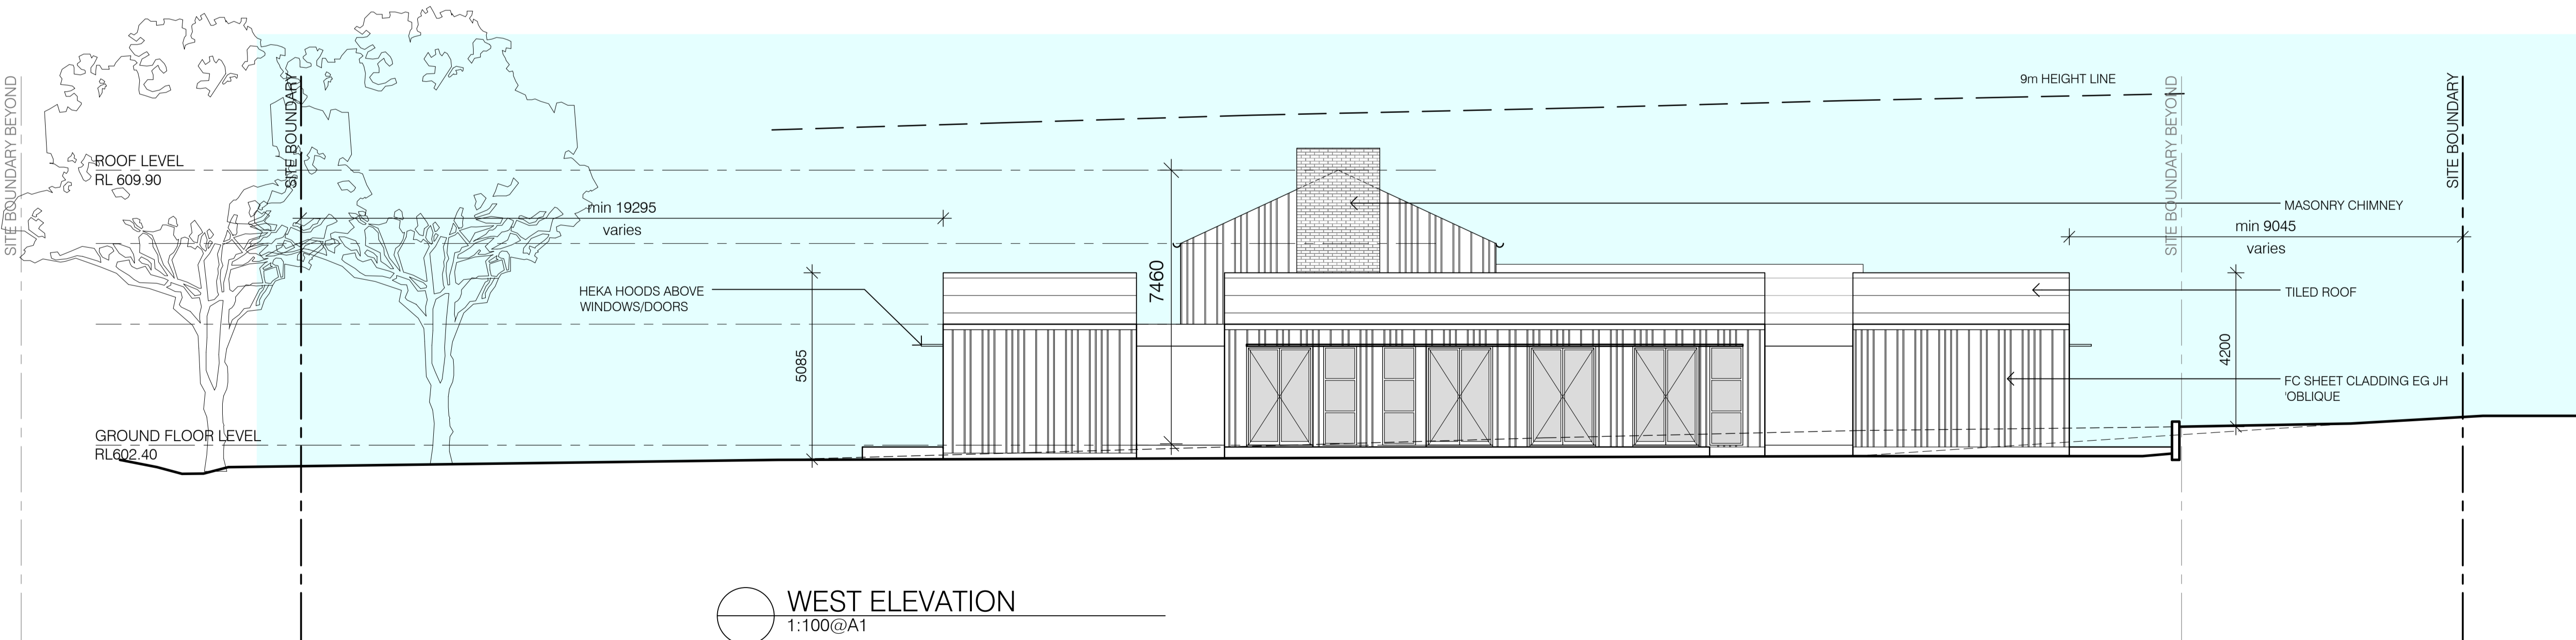 SITE BOUNDARY BEYOND
SITE BOUNDARY
ROOF LEVEL
RL 609.90
min 19295
varies
HEKA HOODS ABOVE
WINDOWS/DOORS
5085
7460
GROUND FLOOR LEVEL
RL602.40
9m HEIGHT LINE
SITE BOUNDARY BEYOND
SITE BOUNDARY
MASONRY CHIMNEY
min 9045
varies
TILED ROOF
4200
FC SHEET CLADDING EG JH
'OBLIQUE
WEST ELEVATION
1:100@A1